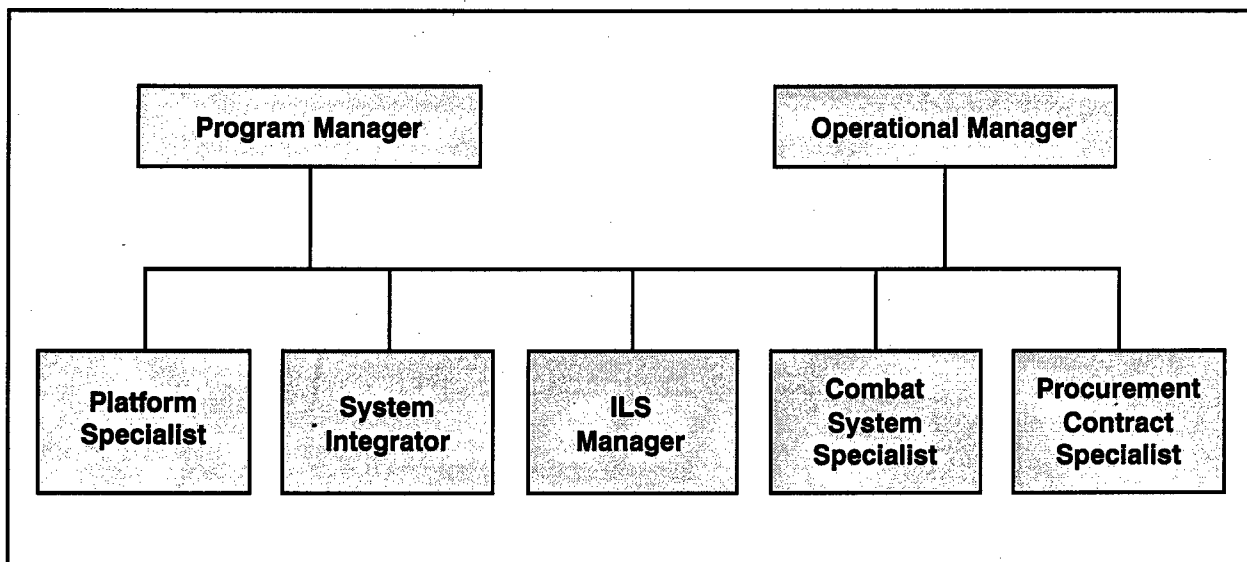 Program Manager
Operational Manager
Platform
Specialist
System
Integrator
ILS
Manager
Combat
System
Specialist
Procurement
Contract
Specialist